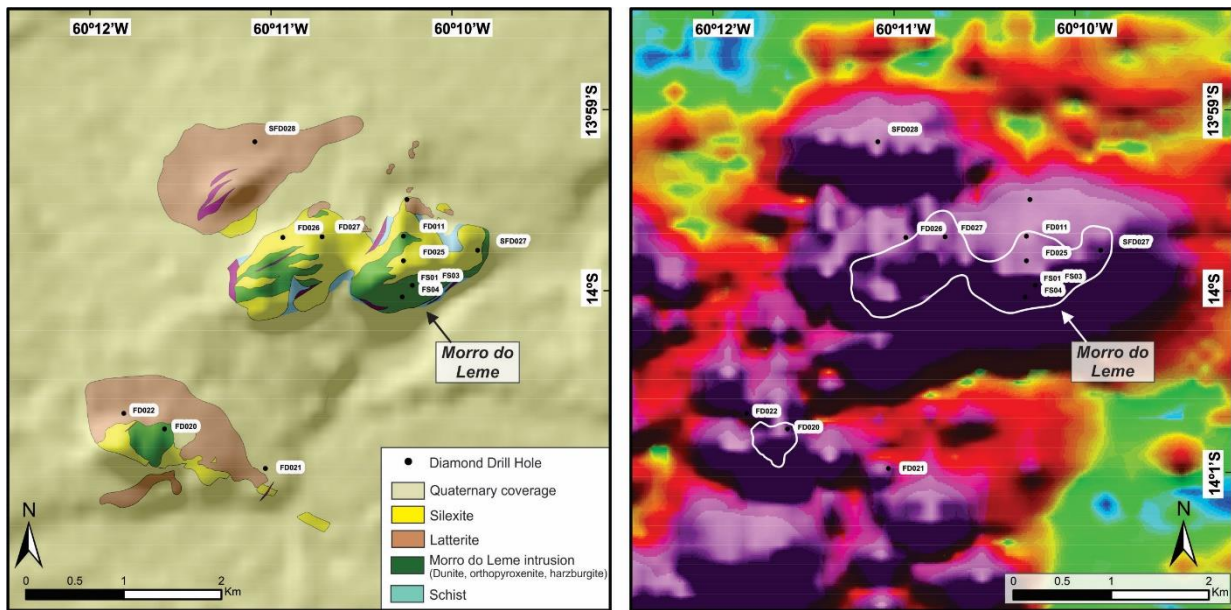 60º12'W
60º11'W
60º10'W
13º59'S
SFD028
FD026
FD027
FD011
FD025
SFD027
FS01
FS03
FS04
14º'S
Morro do
Leme
FD022
FD020
FD021
Diamond Drill Hole
Quaternary coverage
Silexite
Latterite
Morro do Leme intrusion
(Dunite, orthopyroxenite, harzburgite)
Schist
N
0 0.5 1 2
Km
60º12'W
60º11'W
60º10'W
13º59'S
SFD028
FD026
FD027
FD011
FD025
SFD027
FS01
FS03
FS04
14º'S
Morro do
Leme
FD022
FD020
FD021
14º1'S
N
0 0.5 1 2
Km